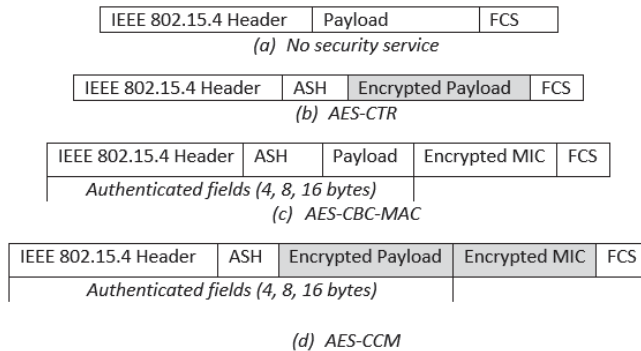 IEEE 802.15.4 Header Payload FCS
(a) No security service
IEEE 802.15.4 Header ASH Encrypted Payload FCS
(b) AES-CTR
IEEE 802.15.4 Header ASH Payload Encrypted MIC FCS
Authenticated fields (4, 8, 16 bytes)
(c) AES-CBC-MAC
IEEE 802.15.4 Header ASH Encrypted Payload Encrypted MIC FCS
Authenticated fields (4, 8, 16 bytes)
(d) AES-CCM